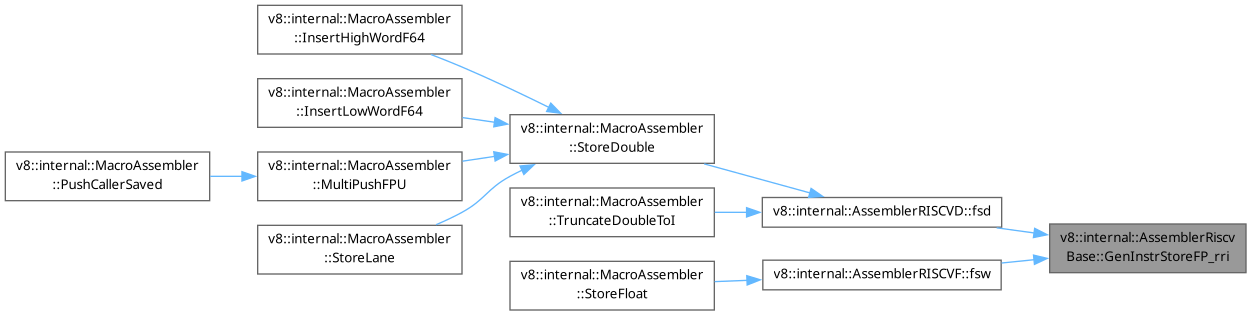 v8::internal::MacroAssembler
::InsertHighWordF64
v8::internal::MacroAssembler
::InsertLowWordF64
v8::internal::MacroAssembler
::StoreDouble
v8::internal::MacroAssembler
::PushCallerSaved
v8::internal::MacroAssembler
::MultiPushFPU
v8::internal::MacroAssembler
::TruncateDoubleToI
v8::internal::AssemblerRISCVD::fsd
v8::internal::AssemblerRiscv
Base::GenInstrStoreFP_rri
v8::internal::MacroAssembler
::StoreLane
v8::internal::MacroAssembler
::StoreFloat
v8::internal::AssemblerRISCVF::fsw